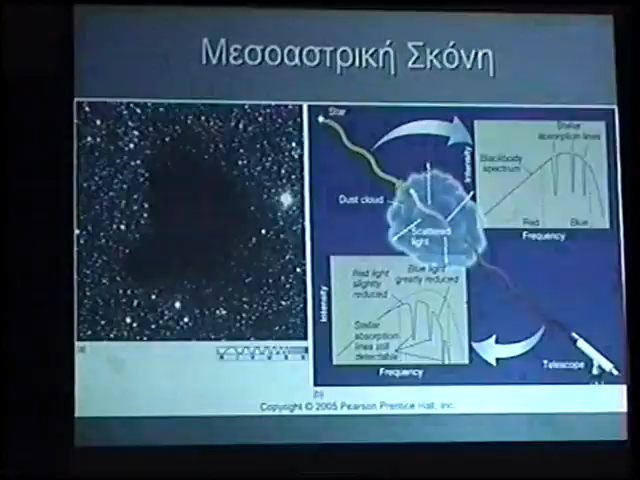 Μεσοαστρική Σκόνη
Star
Stellar
absorption lines
Blackbody
spectrum
Intensity
Red
Blue
Frequency
Dust cloud
Scattered
light
Red light
slightly
reduced
Blue light
greatly reduced
Intensity
Stellar
absorption
lines still
detectable
Frequency
Telescope
(b)
Copyright © 2005 Pearson Prentice Hall, Inc.